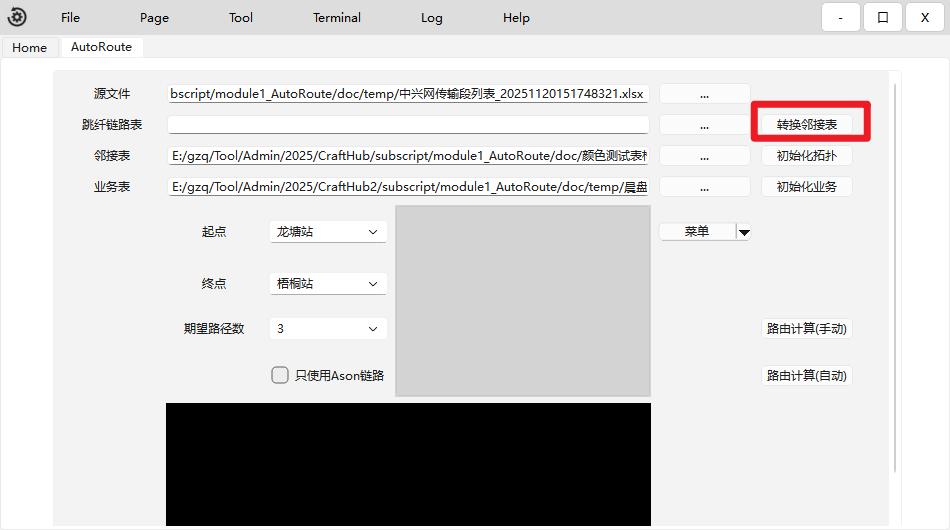 File Page Tool Terminal Log Help - 口 X
Home AutoRoute
源文件 bscript/module1_AutoRoute/doc/temp/中兴网传输段列表_20251120151748321.xlsx ...
跳纤链路表 ... 转换邻接表
邻接表 E:/gzq/Tool/Admin/2025/CraftHub/subscript/module1_AutoRoute/doc/颜色测试表格 ... 初始化拓扑
业务表 E:/gzq/Tool/Admin/2025/CraftHub2/subscript/module1_AutoRoute/doc/temp/晨盘 ... 初始化业务
起点 龙塘站 菜单
终点 梧桐站
期望路径数 3 路由计算(手动)
只使用Ason链路 路由计算(自动)